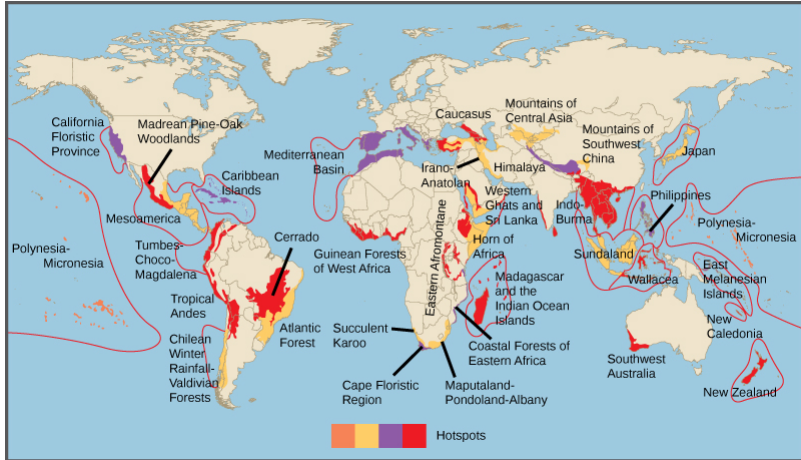 California
Floristic
Province
Madrean Pine-Oak
Woodlands
Caribbean
Islands
Mesoamerica
Polynesia-
Micronesia
Tumbes-
Choco-
Magdalena
Cerrado
Tropical
Andes
Chilean
Winter
Rainfall-
Valdivian
Forests
Atlantic
Forest
Mediterranean
Basin
Caucasus
Irano-
Anatolian
Mountains of
Central Asia
Himalaya
Mountains of
Southwest
China
Japan
Western
Ghats and
Sri Lanka
Indo-
Burma
Philippines
Polynesia-
Micronesia
Guinean Forests
of West Africa
Eastern Afromontane
Horn of
Africa
Sundaland
Wallacea
East
Melanesian
Islands
Madagascar
and the
Indian Ocean
Islands
New
Caledonia
Succulent
Karoo
Coastal Forests of
Eastern Africa
Cape Floristic
Region
Maputaland-
Pondoland-Albany
Southwest
Australia
New Zealand
Hotspots